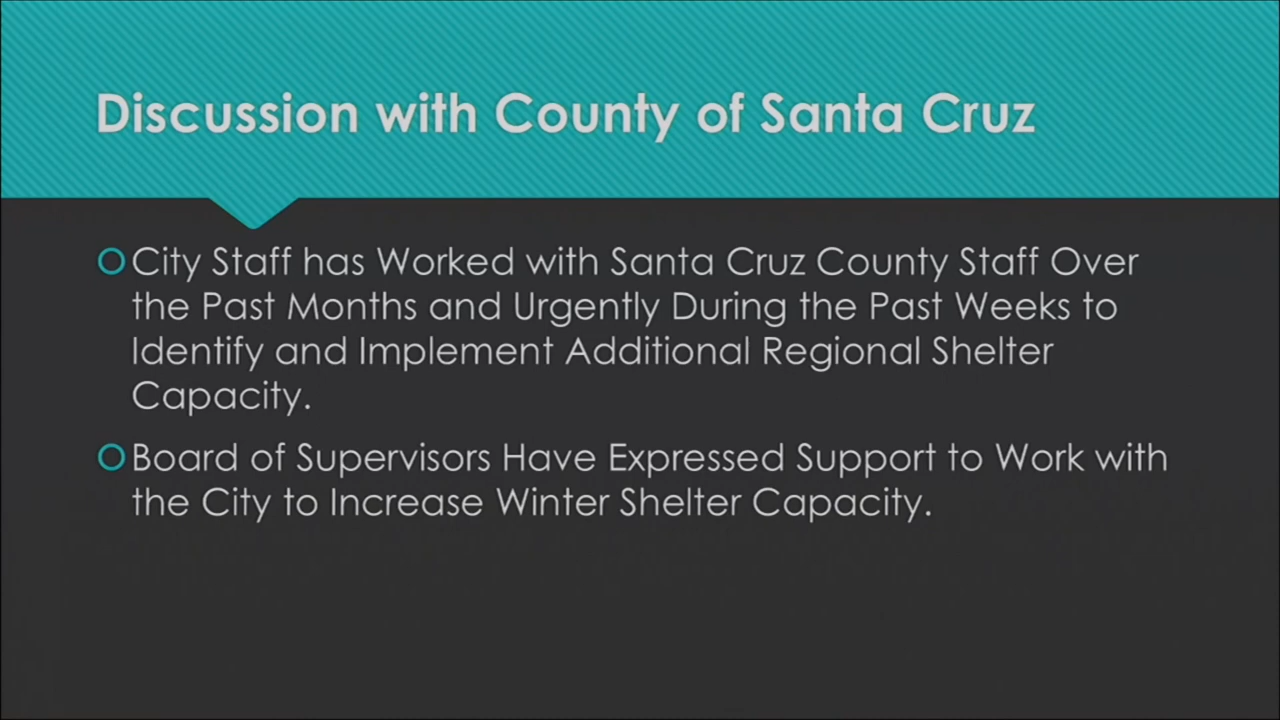 Discussion with County of Santa Cruz
City Staff has Worked with Santa Cruz County Staff Over
the Past Months and Urgently During the Past Weeks to
Identify and Implement Additional Regional Shelter
Capacity.
Board of Supervisors Have Expressed Support to Work with
the City to Increase Winter Shelter Capacity.